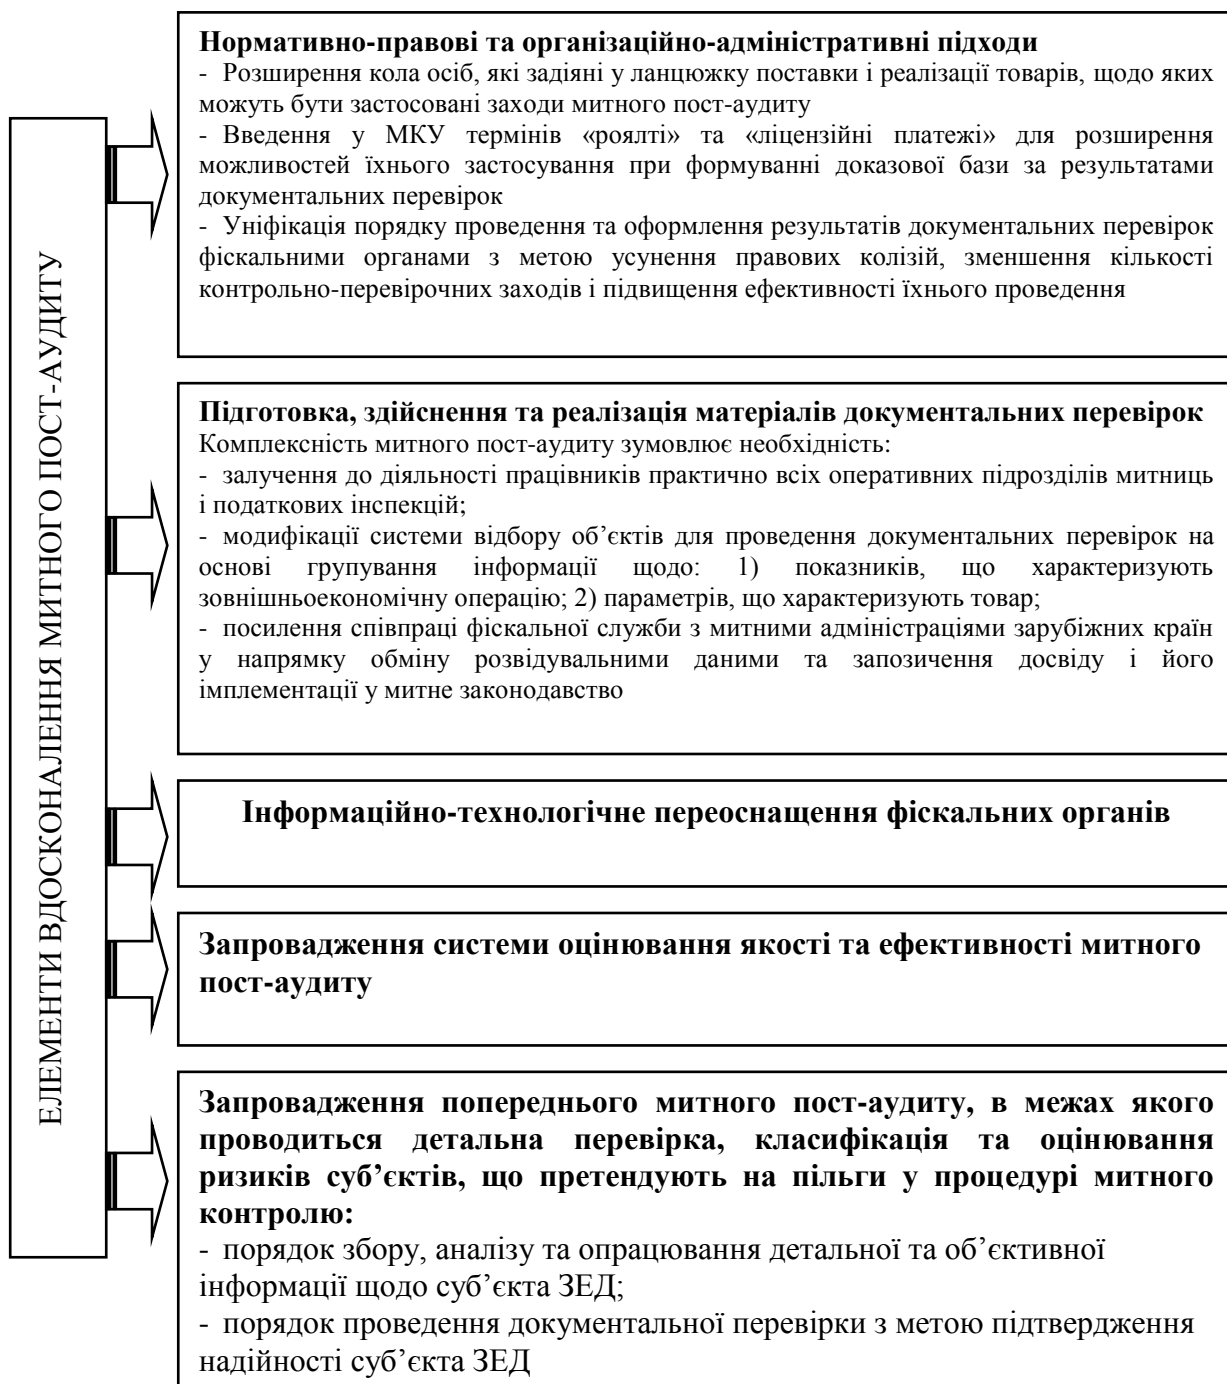 ЕЛЕМЕНТИ ВДОСКОНАЛЕННЯ МИТНОГО ПОСТ-АУДИТУ
Нормативно-правові та організаційно-адміністративні підходи
- Розширення кола осіб, які задіяні у ланцюжку поставки і реалізації товарів, щодо яких
можуть бути застосовані заходи митного пост-аудиту
- Введення у МКУ термінів «роялті» та «ліцензійні платежі» для розширення
можливостей їхнього застосування при формуванні доказової бази за результатами
документальних перевірок
- Уніфікація порядку проведення та оформлення результатів документальних перевірок
фіскальними органами з метою усунення правових колізій, зменшення кількості
контрольно-перевірочних заходів і підвищення ефективності їхнього проведення
Підготовка, здійснення та реалізація матеріалів документальних перевірок
Комплексність митного пост-аудиту зумовлює необхідність:
- залучення до діяльності працівників практично всіх оперативних підрозділів митниць
і податкових інспекцій;
- модифікації системи відбору об’єктів для проведення документальних перевірок на
основі групування інформації щодо: 1) показників, що характеризують
зовнішньоекономічну операцію; 2) параметрів, що характеризують товар;
- посилення співпраці фіскальної служби з митними адміністраціями зарубіжних країн
у напрямку обміну розвідувальними даними та запозичення досвіду і його
імплементації у митне законодавство
Інформаційно-технологічне переоснащення фіскальних органів
Запровадження системи оцінювання якості та ефективності митного
пост-аудиту
Запровадження попереднього митного пост-аудиту, в межах якого
проводиться детальна перевірка, класифікація та оцінювання
ризиків суб’єктів, що претендують на пільги у процедурі митного
контролю:
- порядок збору, аналізу та опрацювання детальної та об’єктивної
інформації щодо суб’єкта ЗЕД;
- порядок проведення документальної перевірки з метою підтвердження
надійності суб’єкта ЗЕД